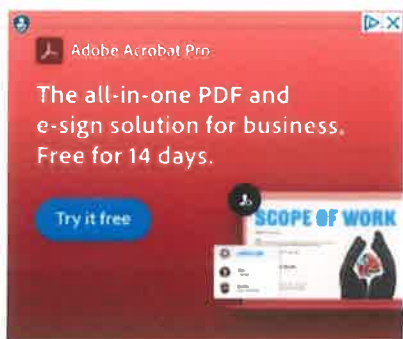 Adobe Acrobat Pro
The all-in-one PDF and
e-sign solution for business.
Free for 14 days.
Try it free
SCOPE OF WORK